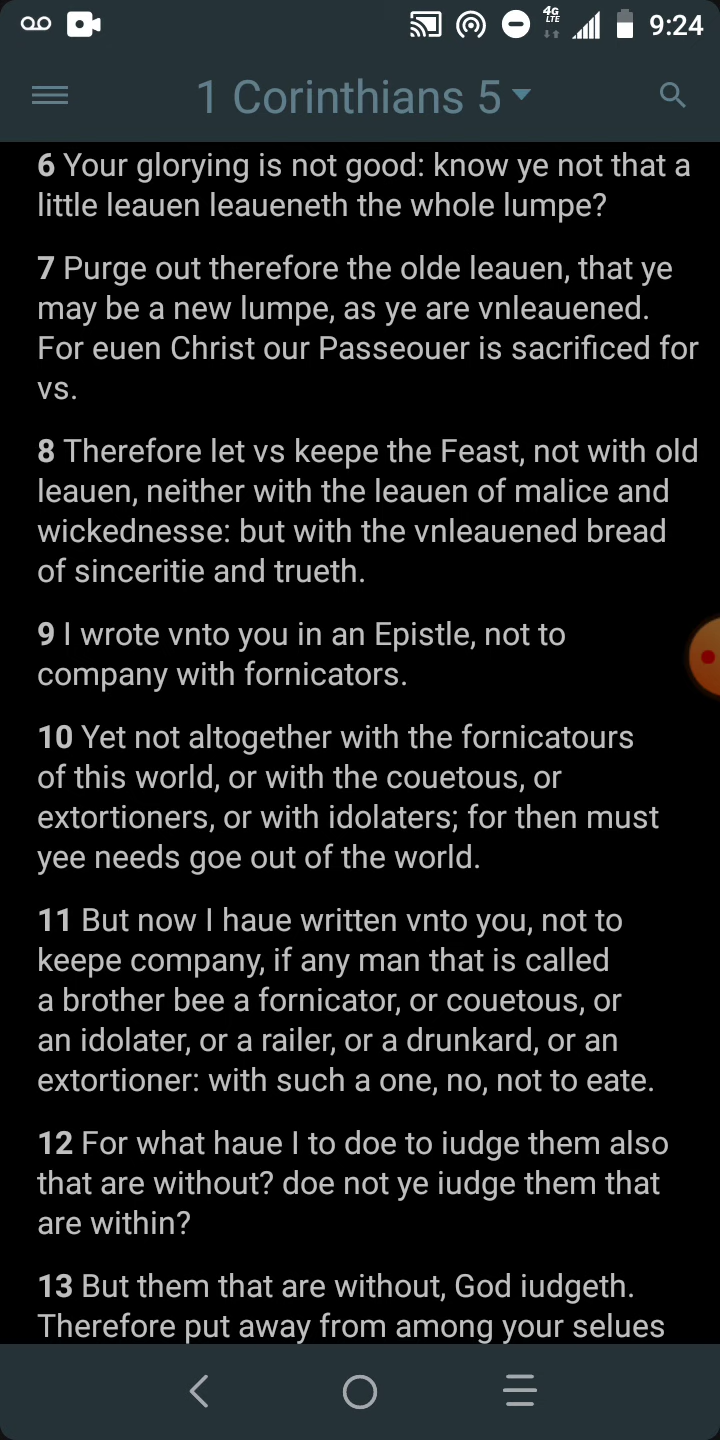 4G
LTE
9:24
1 Corinthians 5
6 Your glorying is not good: know ye not that a
little leauen leaueneth the whole lumpe?
7 Purge out therefore the olde leauen, that ye
may be a new lumpe, as ye are vnleauened.
For euen Christ our Passeouer is sacrificed for
vs.
8 Therefore let vs keepe the Feast, not with old
leauen, neither with the leauen of malice and
wickednesse: but with the vnleauened bread
of sinceritie and trueth.
9 I wrote vnto you in an Epistle, not to
company with fornicators.
10 Yet not altogether with the fornicatours
of this world, or with the couetous, or
extortioners, or with idolaters; for then must
yee needs goe out of the world.
11 But now I haue written vnto you, not to
keepe company, if any man that is called
a brother bee a fornicator, or couetous, or
an idolater, or a railer, or a drunkard, or an
extortioner: with such a one, no, not to eate.
12 For what haue I to doe to iudge them also
that are without? doe not ye iudge them that
are within?
13 But them that are without, God iudgeth.
Therefore put away from among your selues